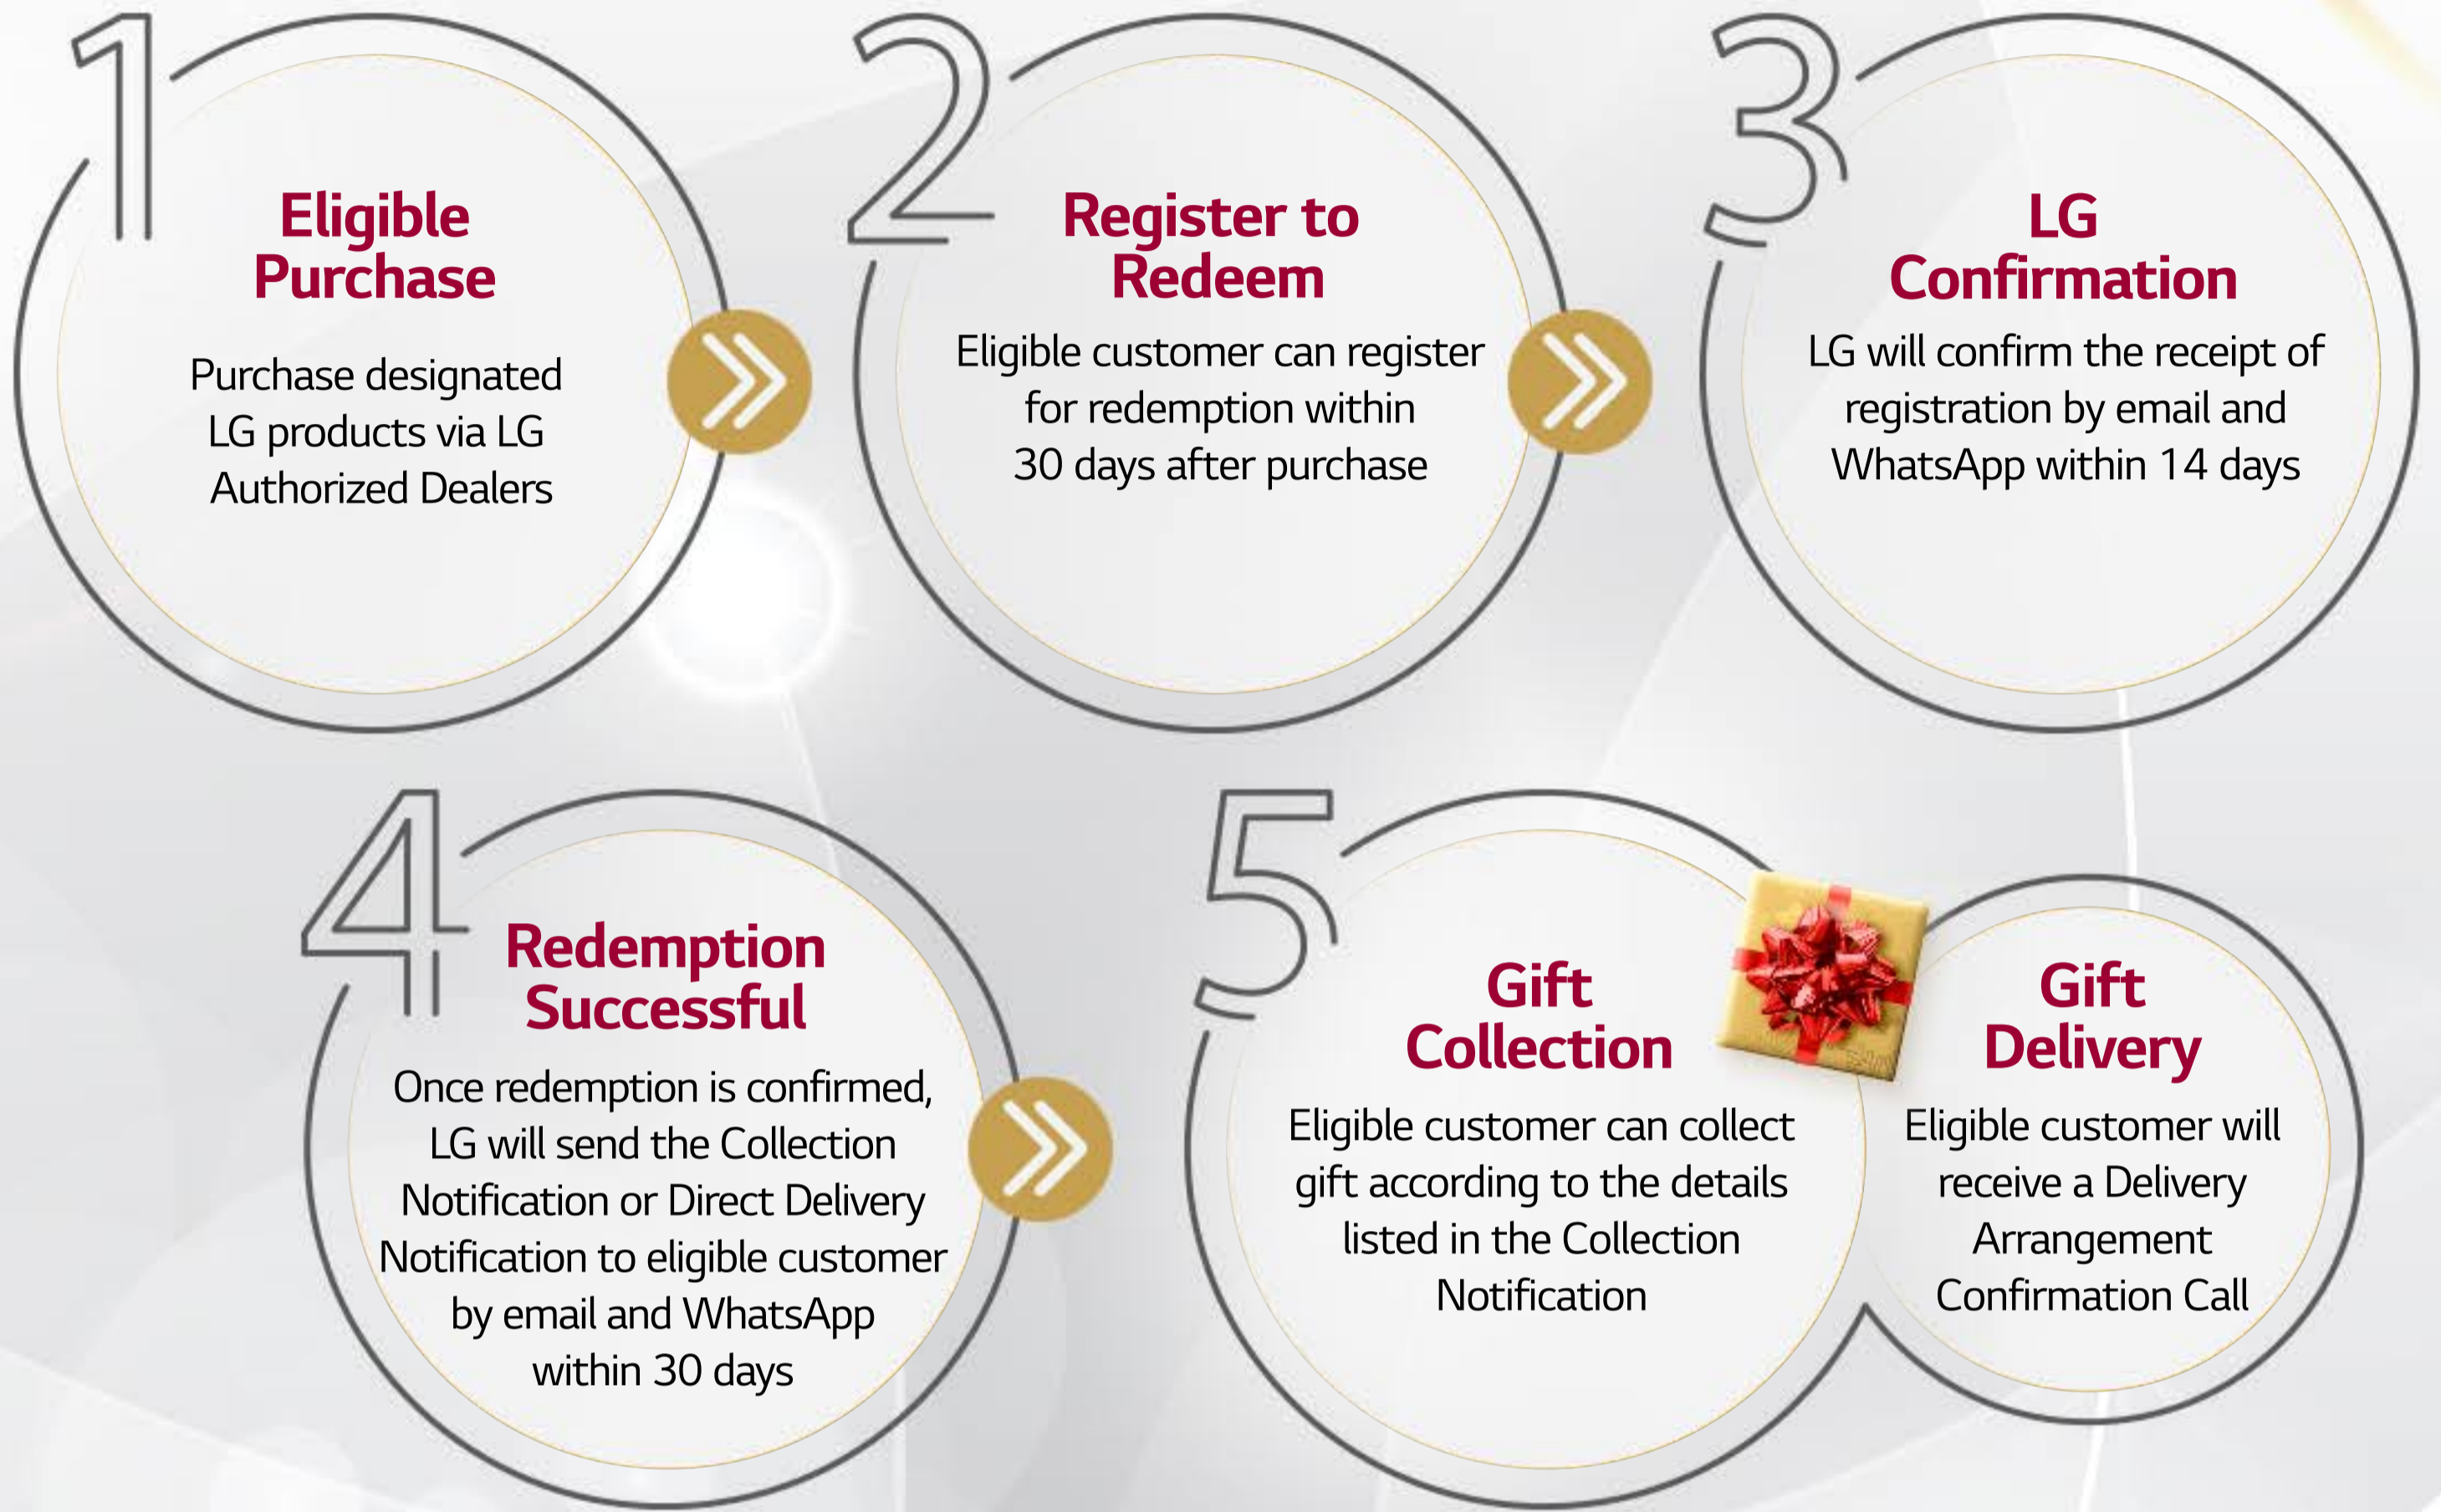 1
Eligible
Purchase
Purchase designated
LG products via LG
Authorized Dealers
2
Register to
Redeem
Eligible customer can register
for redemption within
30 days after purchase
3
LG
Confirmation
LG will confirm the receipt of
registration by email and
WhatsApp within 14 days
4
Redemption
Successful
Once redemption is confirmed,
LG will send the Collection
Notification or Direct Delivery
Notification to eligible customer
by email and WhatsApp
within 30 days
5
Gift
Collection
Eligible customer can collect
gift according to the details
listed in the Collection
Notification
Gift
Delivery
Eligible customer will
receive a Delivery
Arrangement
Confirmation Call